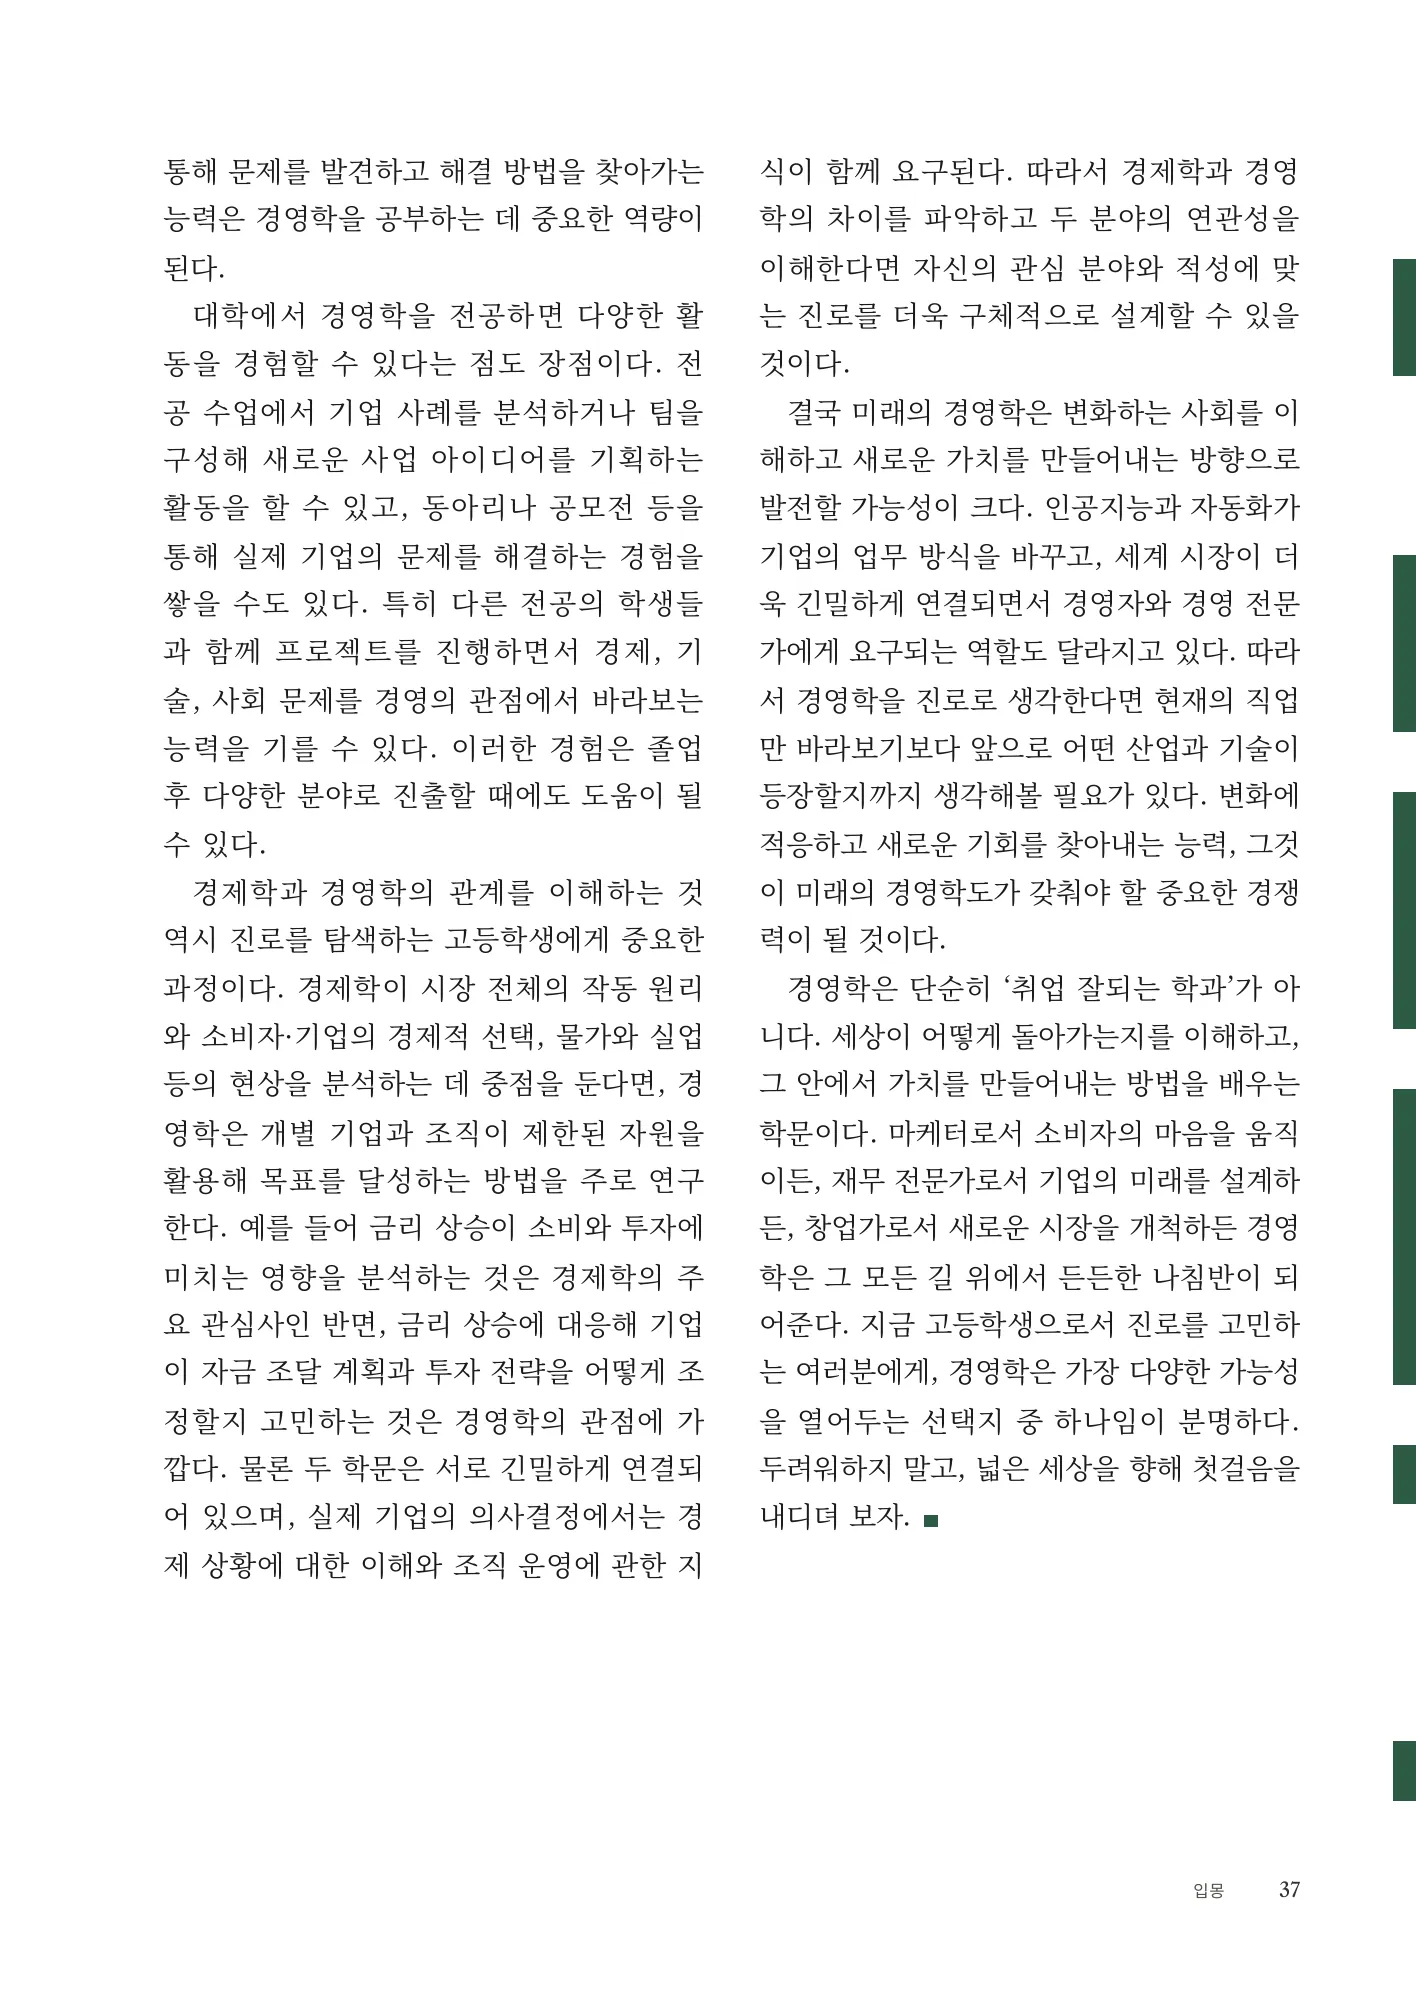 통해 문제를 발견하고 해결 방법을 찾아가는
능력은 경영학을 공부하는 데 중요한 역량이
된다.
대학에서 경영학을 전공하면 다양한 활
동을 경험할 수 있다는 점도 장점이다. 전
공 수업에서 기업 사례를 분석하거나 팀을
구성해 새로운 사업 아이디어를 기획하는
활동을 할 수 있고, 동아리나 공모전 등을
통해 실제 기업의 문제를 해결하는 경험을
쌓을 수도 있다. 특히 다른 전공의 학생들
과 함께 프로젝트를 진행하면서 경제, 기
술, 사회 문제를 경영의 관점에서 바라보는
능력을 기를 수 있다. 이러한 경험은 졸업
후 다양한 분야로 진출할 때에도 도움이 될
수 있다.
경제학과 경영학의 관계를 이해하는 것
역시 진로를 탐색하는 고등학생에게 중요한
과정이다. 경제학이 시장 전체의 작동 원리
와 소비자·기업의 경제적 선택, 물가와 실업
등의 현상을 분석하는 데 중점을 둔다면, 경
영학은 개별 기업과 조직이 제한된 자원을
활용해 목표를 달성하는 방법을 주로 연구
한다. 예를 들어 금리 상승이 소비와 투자에
미치는 영향을 분석하는 것은 경제학의 주
요 관심사인 반면, 금리 상승에 대응해 기업
이 자금 조달 계획과 투자 전략을 어떻게 조
정할지 고민하는 것은 경영학의 관점에 가
깝다. 물론 두 학문은 서로 긴밀하게 연결되
어 있으며, 실제 기업의 의사결정에서는 경
제 상황에 대한 이해와 조직 운영에 관한 지
식이 함께 요구된다. 따라서 경제학과 경영
학의 차이를 파악하고 두 분야의 연관성을
이해한다면 자신의 관심 분야와 적성에 맞
는 진로를 더욱 구체적으로 설계할 수 있을
것이다.
결국 미래의 경영학은 변화하는 사회를 이
해하고 새로운 가치를 만들어내는 방향으로
발전할 가능성이 크다. 인공지능과 자동화가
기업의 업무 방식을 바꾸고, 세계 시장이 더
욱 긴밀하게 연결되면서 경영자와 경영 전문
가에게 요구되는 역할도 달라지고 있다. 따라
서 경영학을 진로로 생각한다면 현재의 직업
만 바라보기보다 앞으로 어떤 산업과 기술이
등장할지까지 생각해볼 필요가 있다. 변화에
적응하고 새로운 기회를 찾아내는 능력, 그것
이 미래의 경영학도가 갖춰야 할 중요한 경쟁
력이 될 것이다.
경영학은 단순히 ‘취업 잘되는 학과’가 아
니다. 세상이 어떻게 돌아가는지를 이해하고,
그 안에서 가치를 만들어내는 방법을 배우는
학문이다. 마케터로서 소비자의 마음을 움직
이든, 재무 전문가로서 기업의 미래를 설계하
든, 창업가로서 새로운 시장을 개척하든 경영
학은 그 모든 길 위에서 든든한 나침반이 되
어준다. 지금 고등학생으로서 진로를 고민하
는 여러분에게, 경영학은 가장 다양한 가능성
을 열어두는 선택지 중 하나임이 분명하다.
두려워하지 말고, 넓은 세상을 향해 첫걸음을
내디뎌 보자. ■
입몽 37